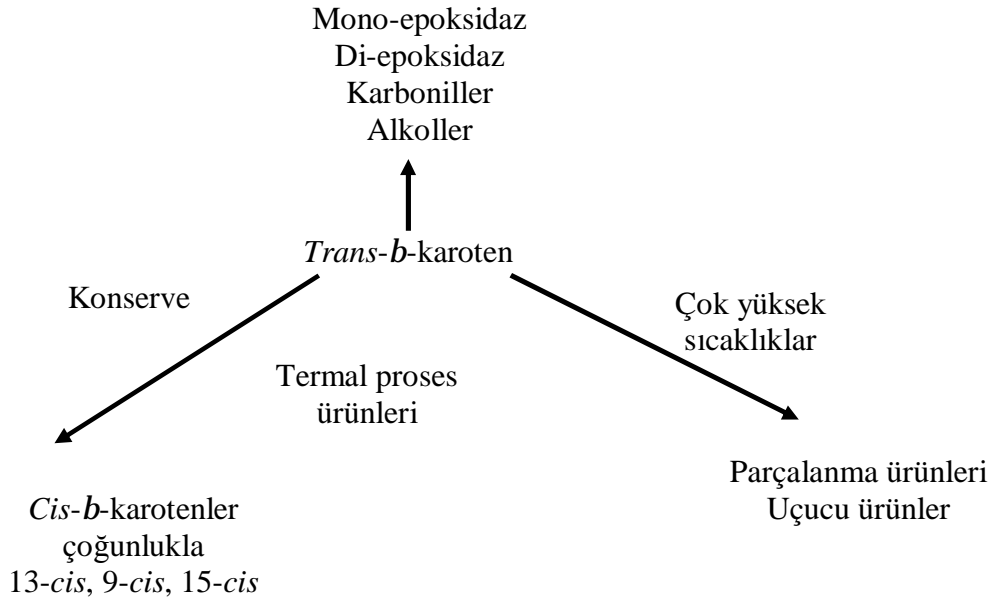 Mono-epoksidaz
Di-epoksidaz
Karboniller
Alkoller
Trans-b-karoten
Konserve
Çok yüksek
sıcaklıklar
Termal proses
ürünleri
Parçalanma ürünleri
Uçucu ürünler
Cis-b-karotenler
çoğunlukla
13-cis, 9-cis, 15-cis